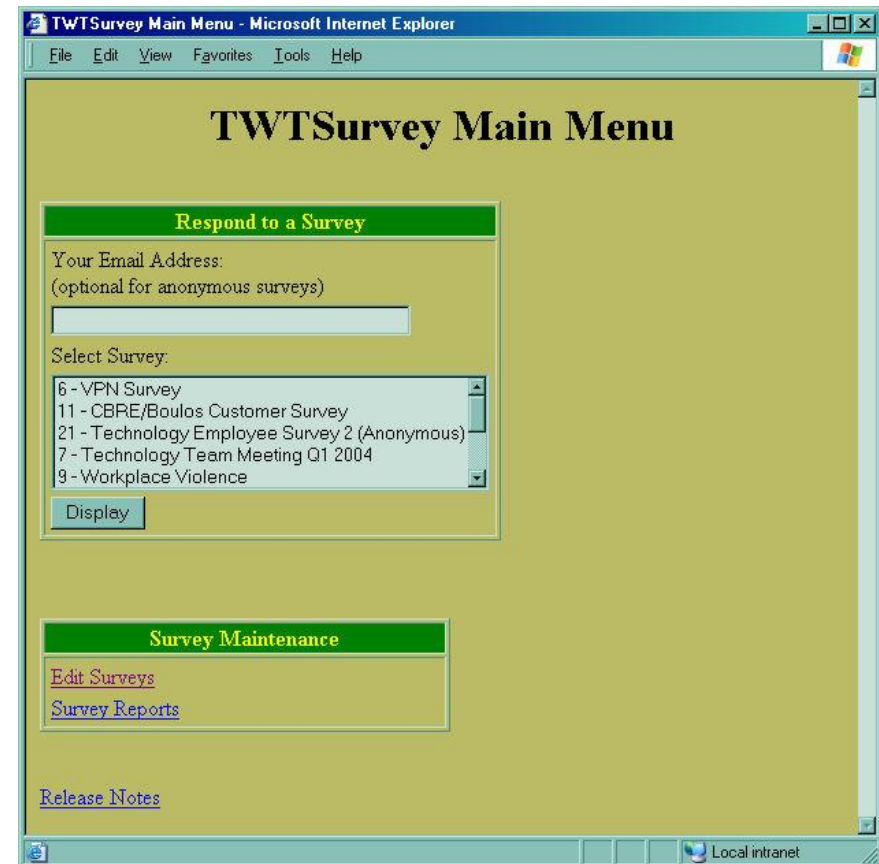 TWTSurvey Main Menu - Microsoft Internet Explorer
File Edit View Favorites Tools Help
TWTSurvey Main Menu
Respond to a Survey
Your Email Address:
(optional for anonymous surveys)
Select Survey:
6 - VPN Survey
11 - CBRE/Boulos Customer Survey
21 - Technology Employee Survey 2 (Anonymous)
7 - Technology Team Meeting Q1 2004
9 - Workplace Violence
Display
Survey Maintenance
Edit Surveys
Survey Reports
Release Notes
Local intranet